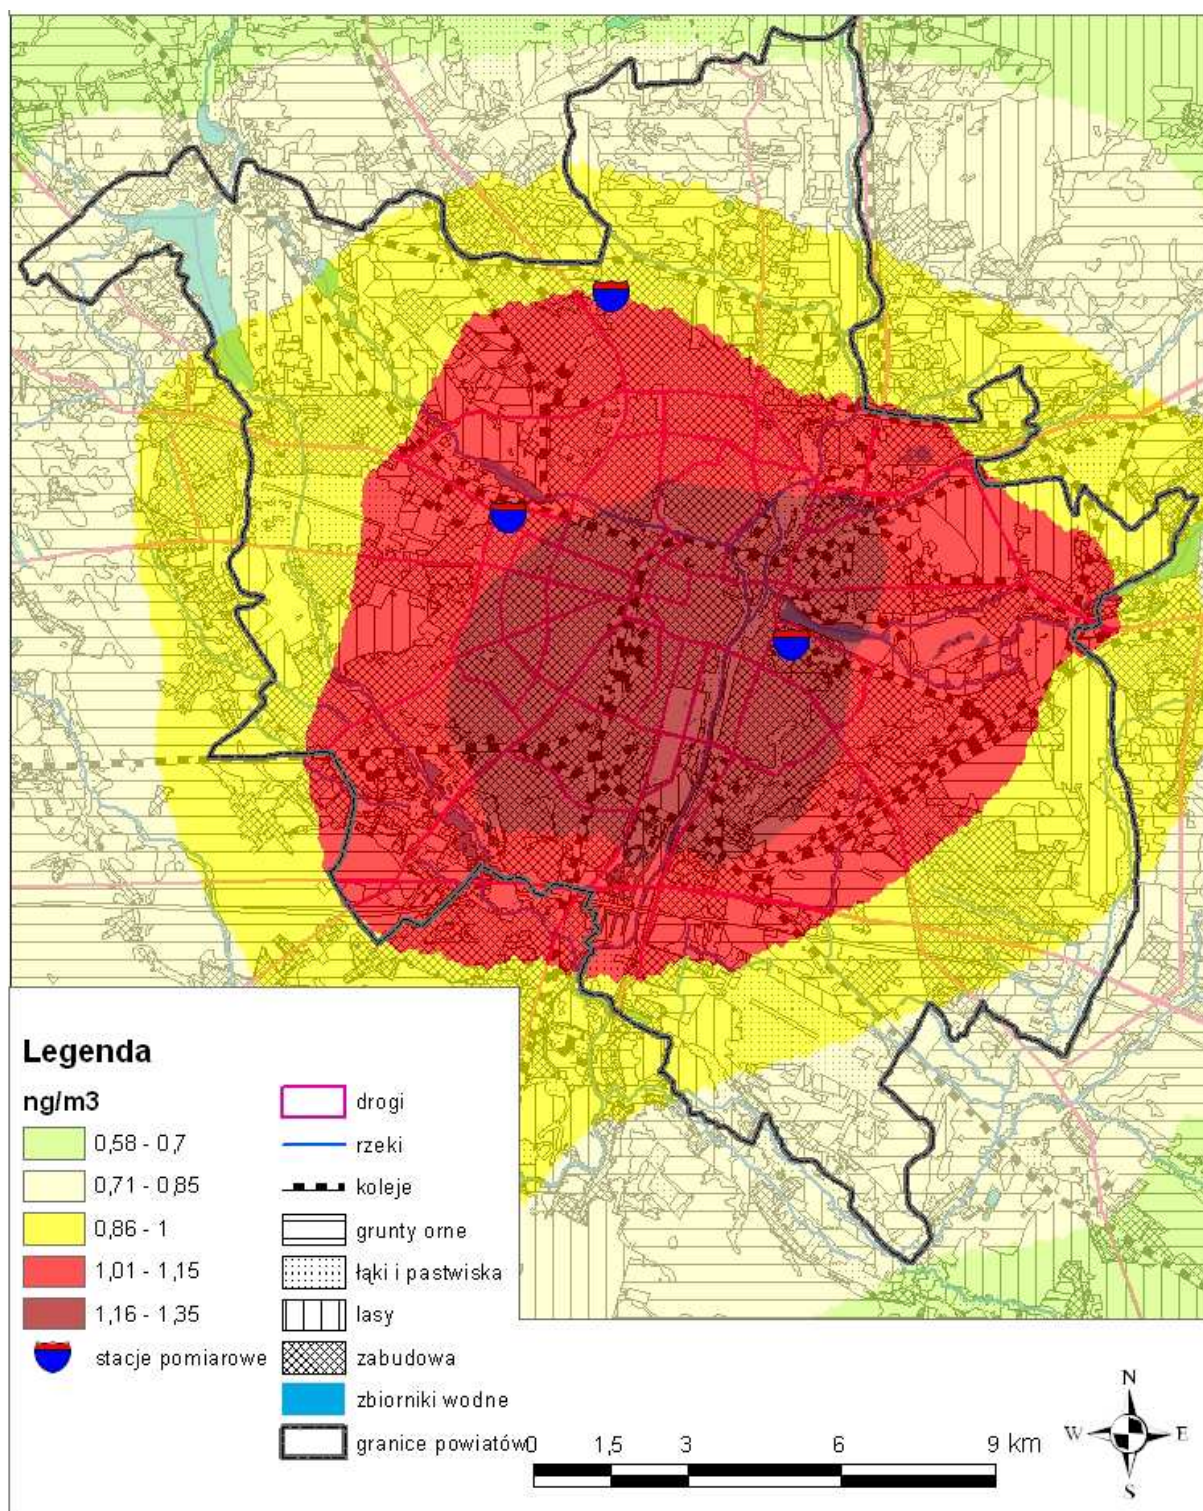 Legenda
ng/m3
0,58 - 0,7
0,71 - 0,85
0,86 - 1
1,01 - 1,15
1,16 - 1,35
stacje pomiarowe
drogi
rzeki
koleje
grunty orne
łąki i pastwiska
lasy
zabudowa
zbiorniki wodne
granice powiatów
0 1,5 3 6 9 km
N
W E
S